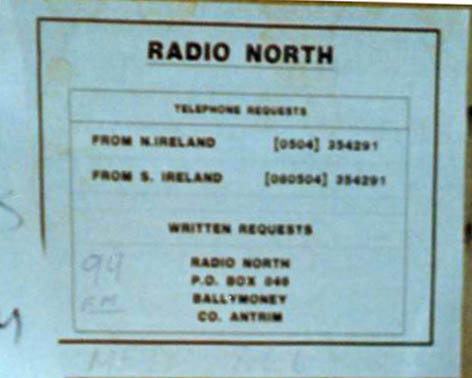 RADIO NORTH
TELEPHONE REQUESTS
FROM N.IRELAND [0504] 354291
FROM S. IRELAND [080504] 354291
WRITTEN REQUESTS
RADIO NORTH
P.O. BOX
BALLYMONEY
CO. ANTRIM
94
FM